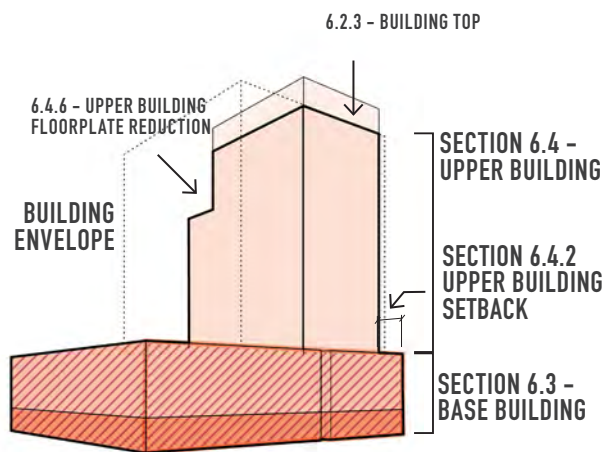 6.2.3 – BUILDING TOP
6.4.6 – UPPER BUILDING
FLOORPLATE REDUCTION
SECTION 6.4 –
UPPER BUILDING
BUILDING
ENVELOPE
SECTION 6.4.2
UPPER BUILDING
SETBACK
SECTION 6.3 –
BASE BUILDING